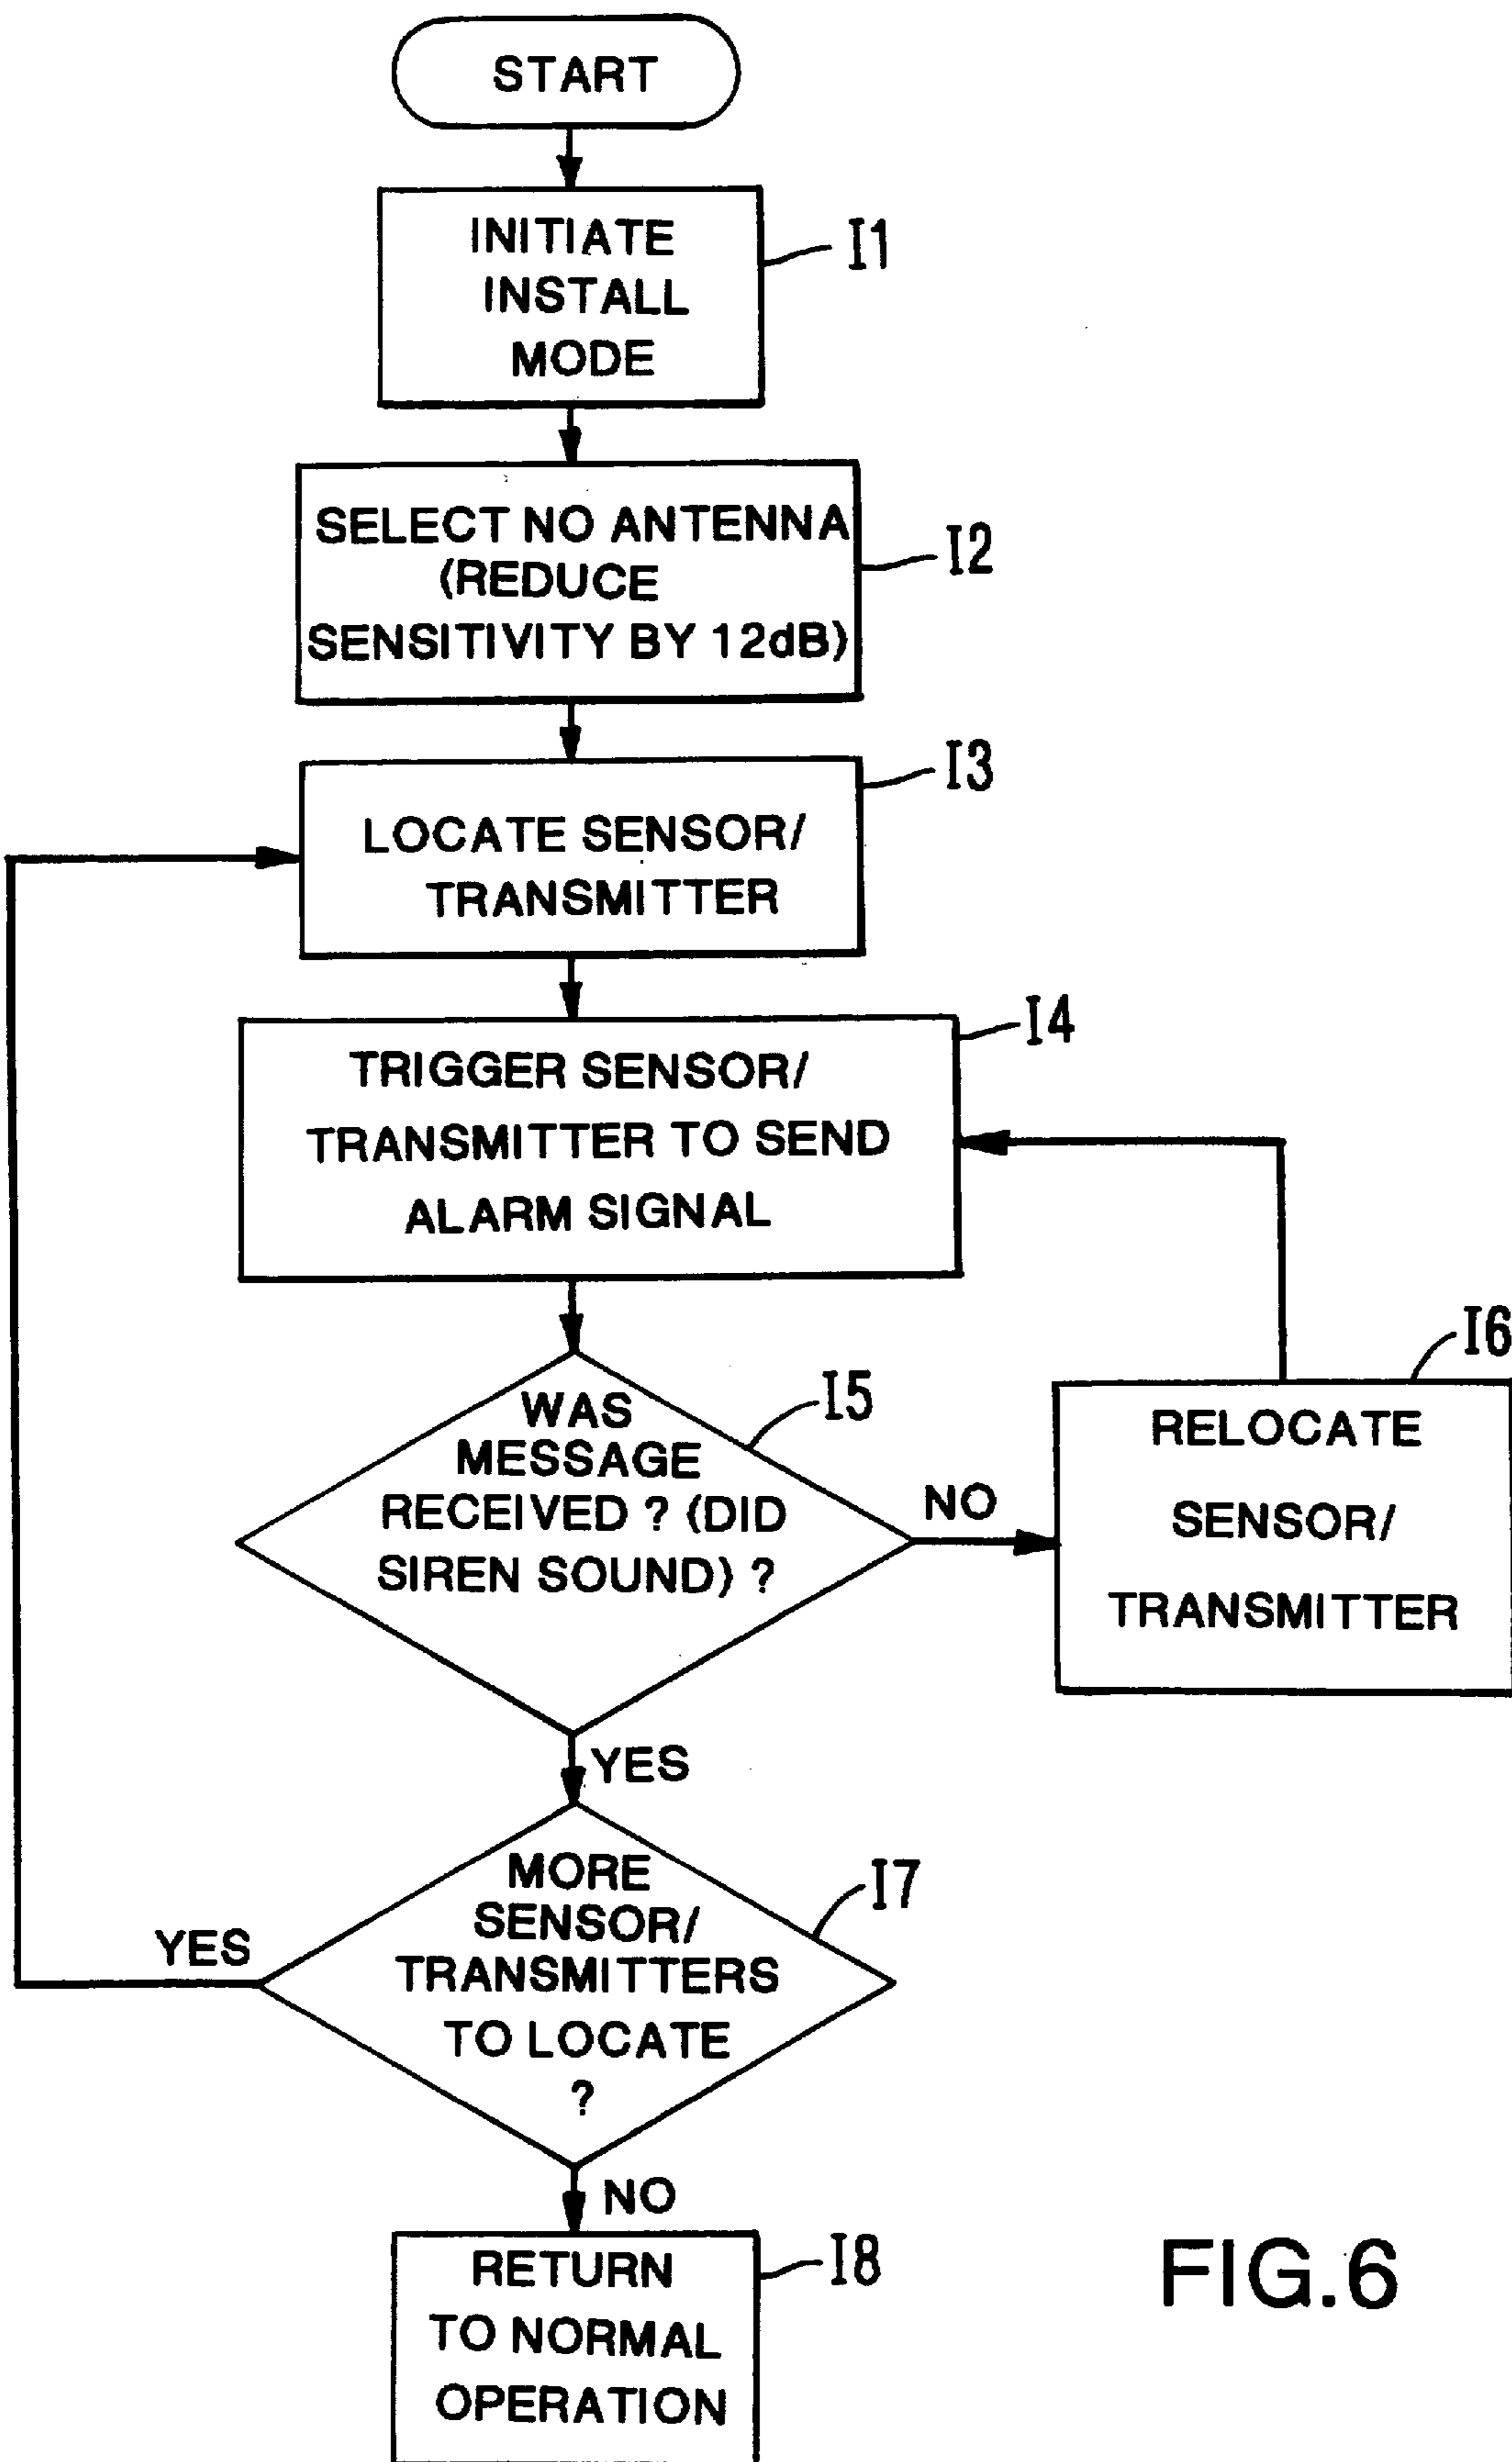 START
INITIATE
INSTALL
MODE
I1
SELECT NO ANTENNA
(REDUCE
SENSITIVITY BY 12dB)
I2
LOCATE SENSOR/
TRANSMITTER
I3
TRIGGER SENSOR/
TRANSMITTER TO SEND
ALARM SIGNAL
I4
WAS
MESSAGE
RECEIVED ? (DID
SIREN SOUND) ?
I5
NO
RELOCATE
SENSOR/
TRANSMITTER
I6
YES
MORE
SENSOR/
TRANSMITTERS
TO LOCATE
?
I7
YES
NO
RETURN
TO NORMAL
OPERATION
I8
FIG.6